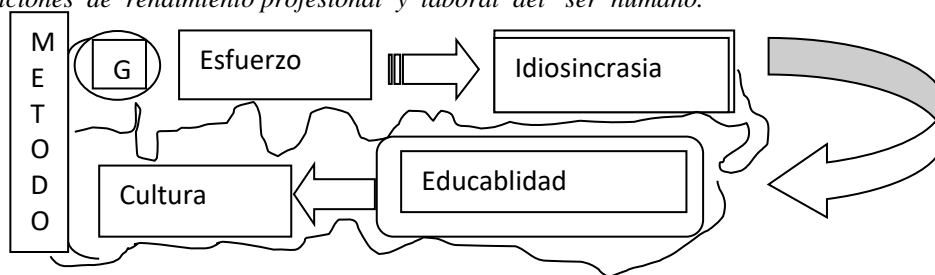 ciones de rendimiento profesional y laboral del ser humano.
M
E
T
O
D
O
G
Esfuerzo
Idiosincrasia
Cultura
Educablidad